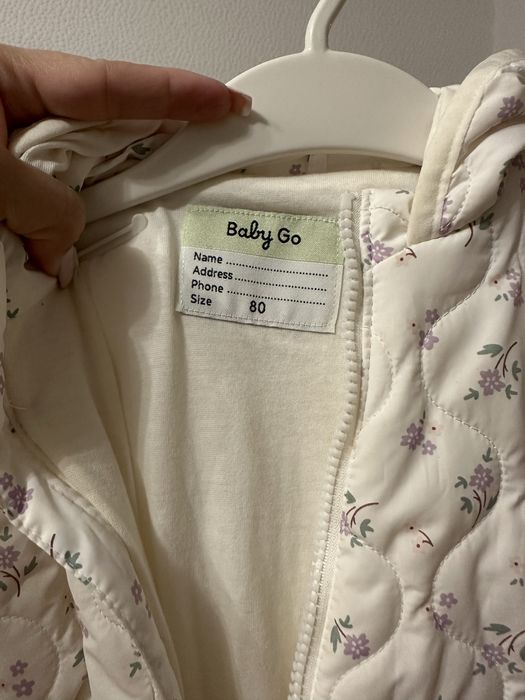 Baby Go
Name ..............................
Address...........................
Phone ..............................
Size 80